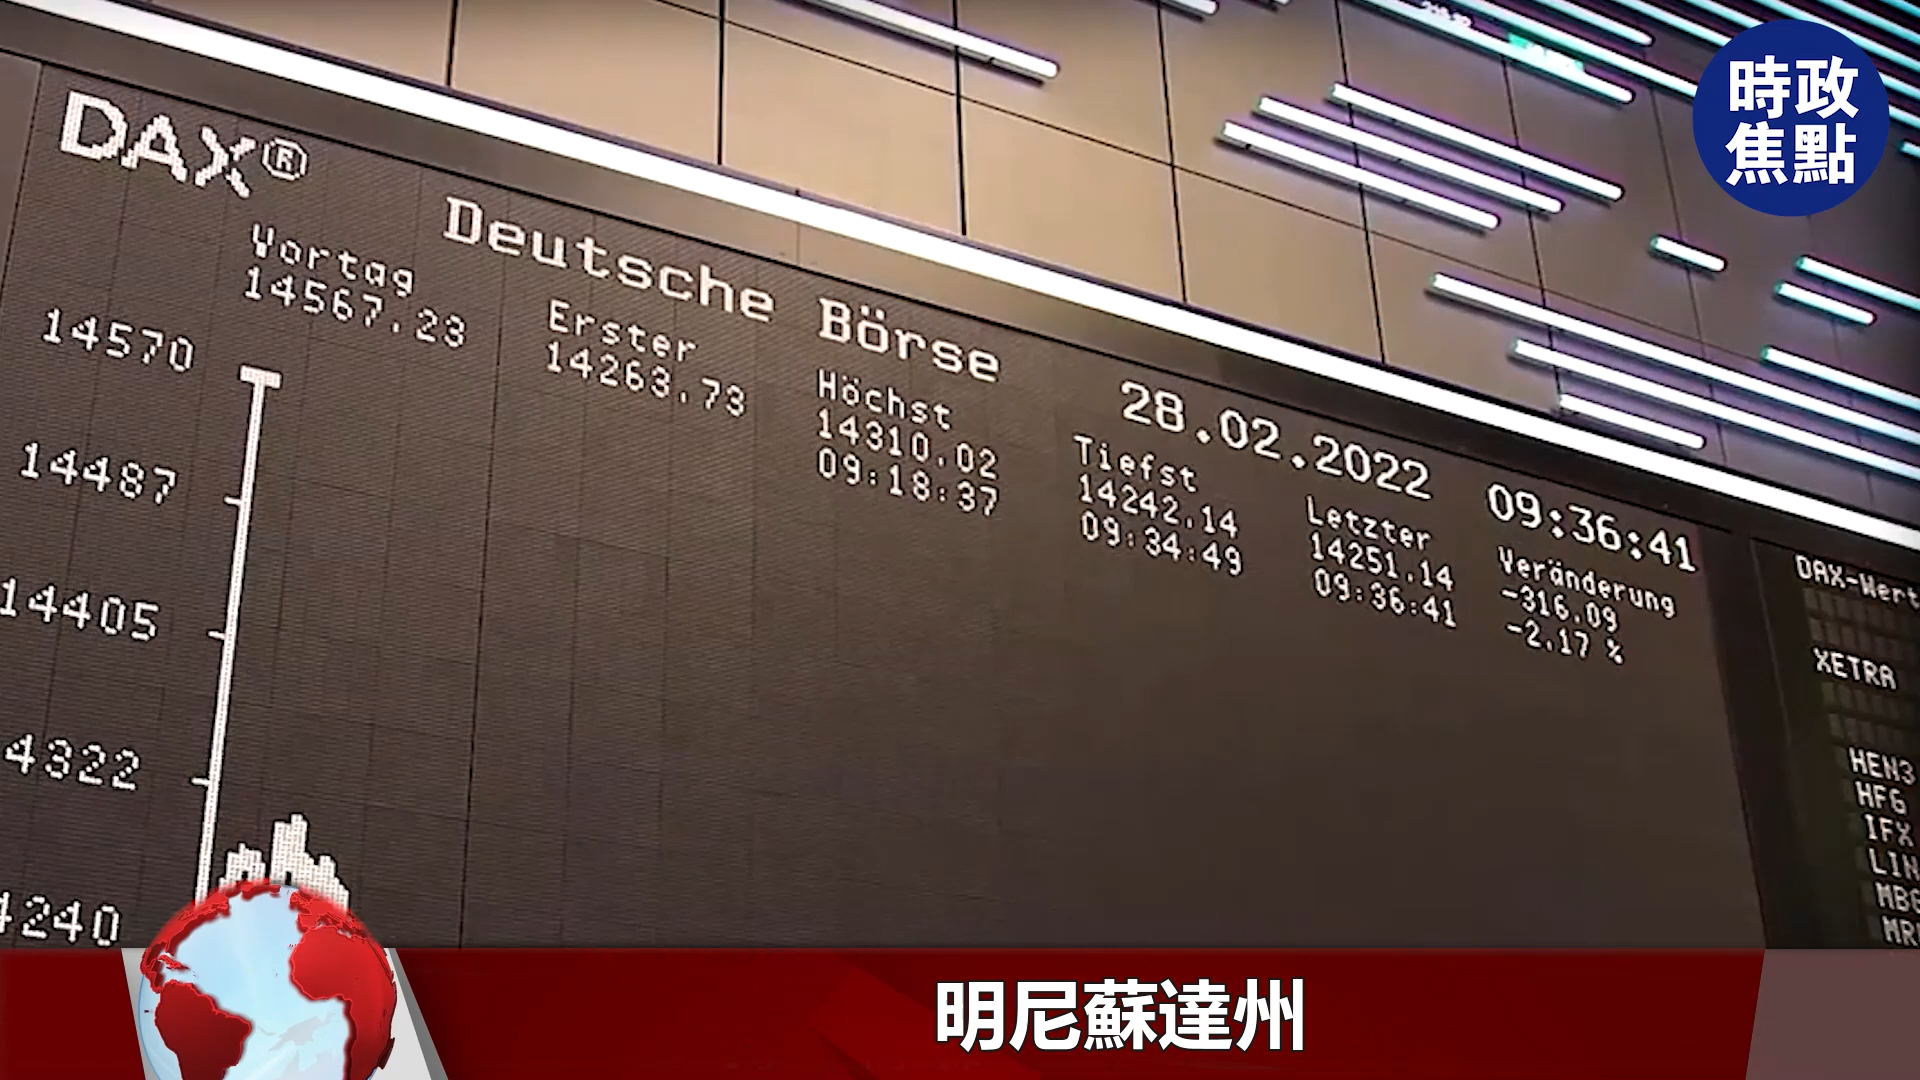 時政
焦點
DAX®
Deutsche Börse 28.02.2022 09:36:41
Vortag Erster Höchst Tiefst Letzter Veränderung
14567.23 14263.73 14310.02 14242.14 14251.14 -316.09
09:18:37 09:34:49 09:36:41 -2.17 %
14570
14487
14405
4322
4240
DAX-Wert
XETRA
HEN3
HFG
IFX
LIN
明尼蘇達州